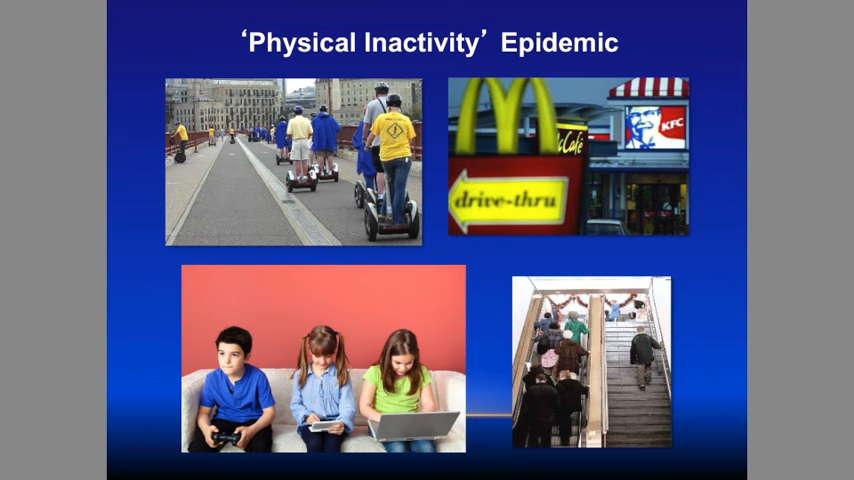 ‘Physical Inactivity’ Epidemic
McCafé
KFC
drive-thru